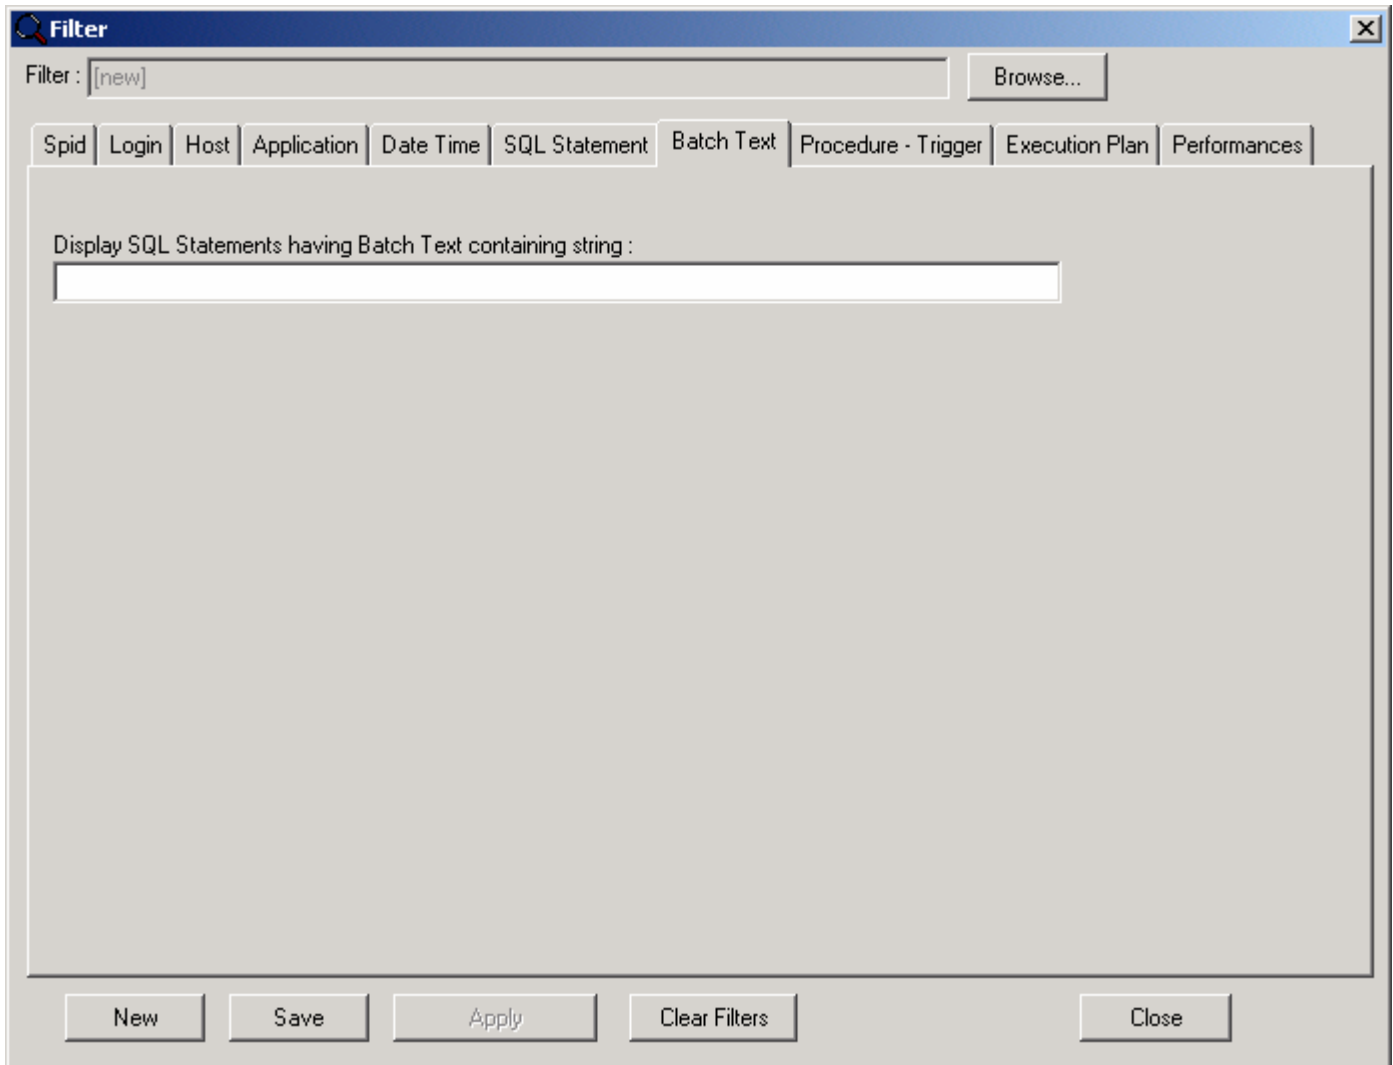 Filter
Filter : [new] Browse...
Spid Login Host Application Date Time SQL Statement Batch Text Procedure - Trigger Execution Plan Performances
Display SQL Statements having Batch Text containing string :
New Save Apply Clear Filters Close